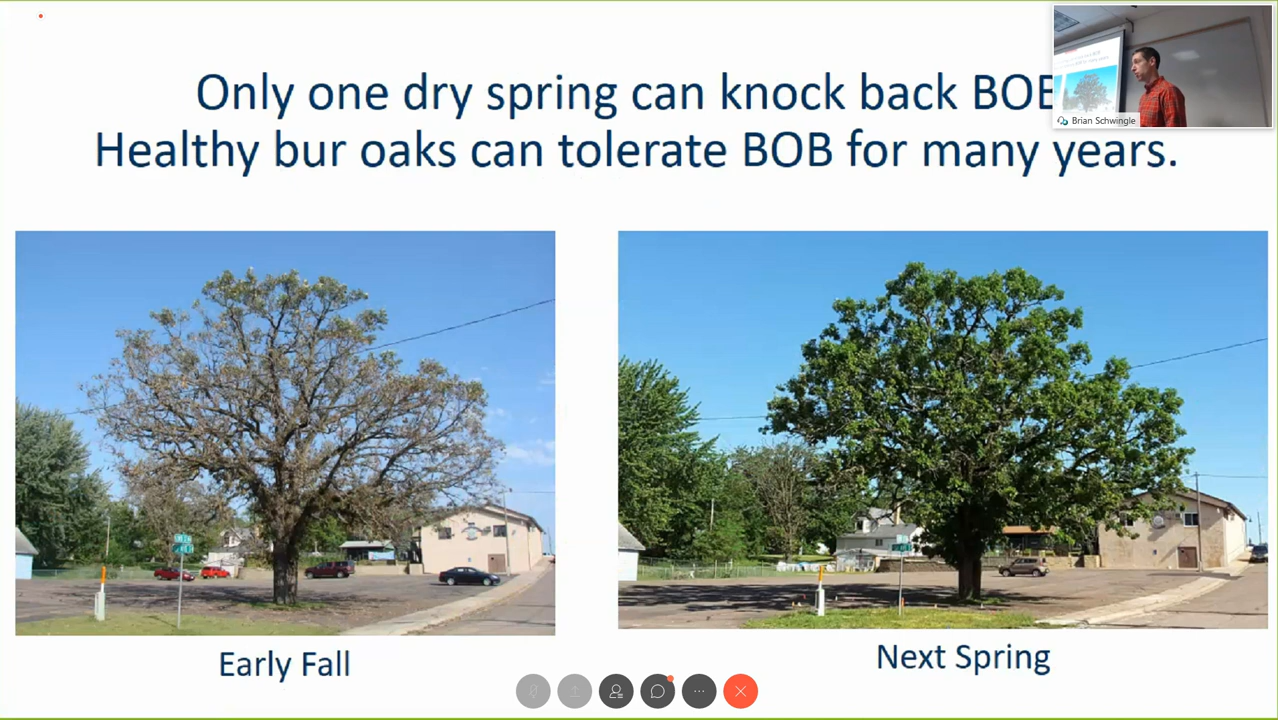 Only one dry spring can knock back BOB
Healthy bur oaks can tolerate BOB for many years.
Brian Schwingle
Early Fall
Next Spring